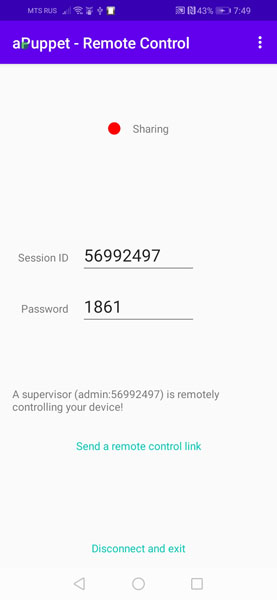 MTS RUS 43% 7:49
aPuppet - Remote Control
Sharing
Session ID 56992497
Password 1861
A supervisor (admin:56992497) is remotely
controlling your device!
Send a remote control link
Disconnect and exit